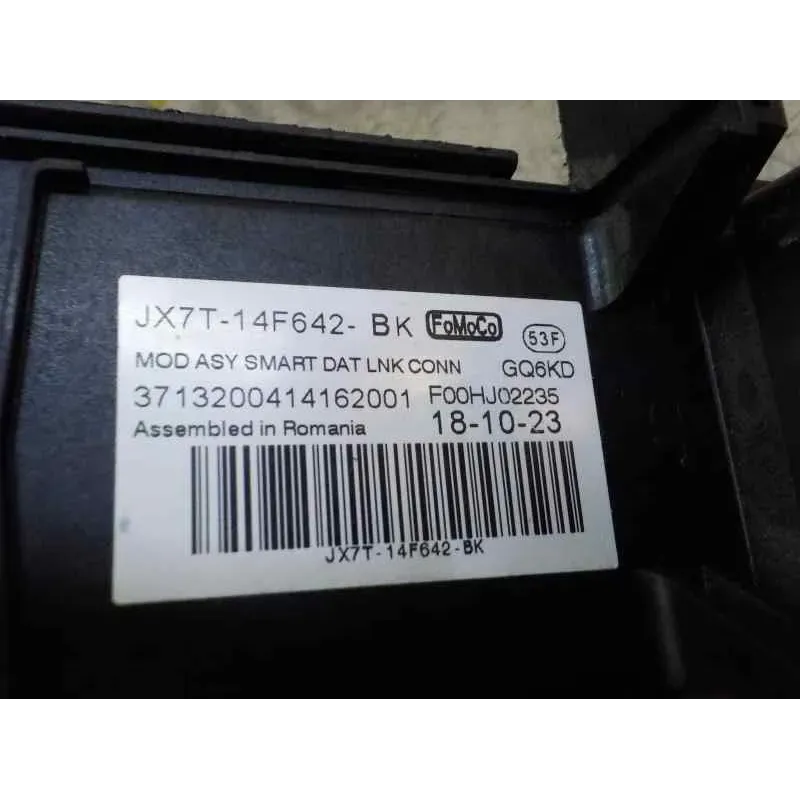 JX7T-14F642- BK FoMoCo 53F
MOD ASY SMART DAT LNK CONN GQ6KD
3713200414162001 F00HJ02235
Assembled in Romania 18-10-23
JX7T-14F642-BK